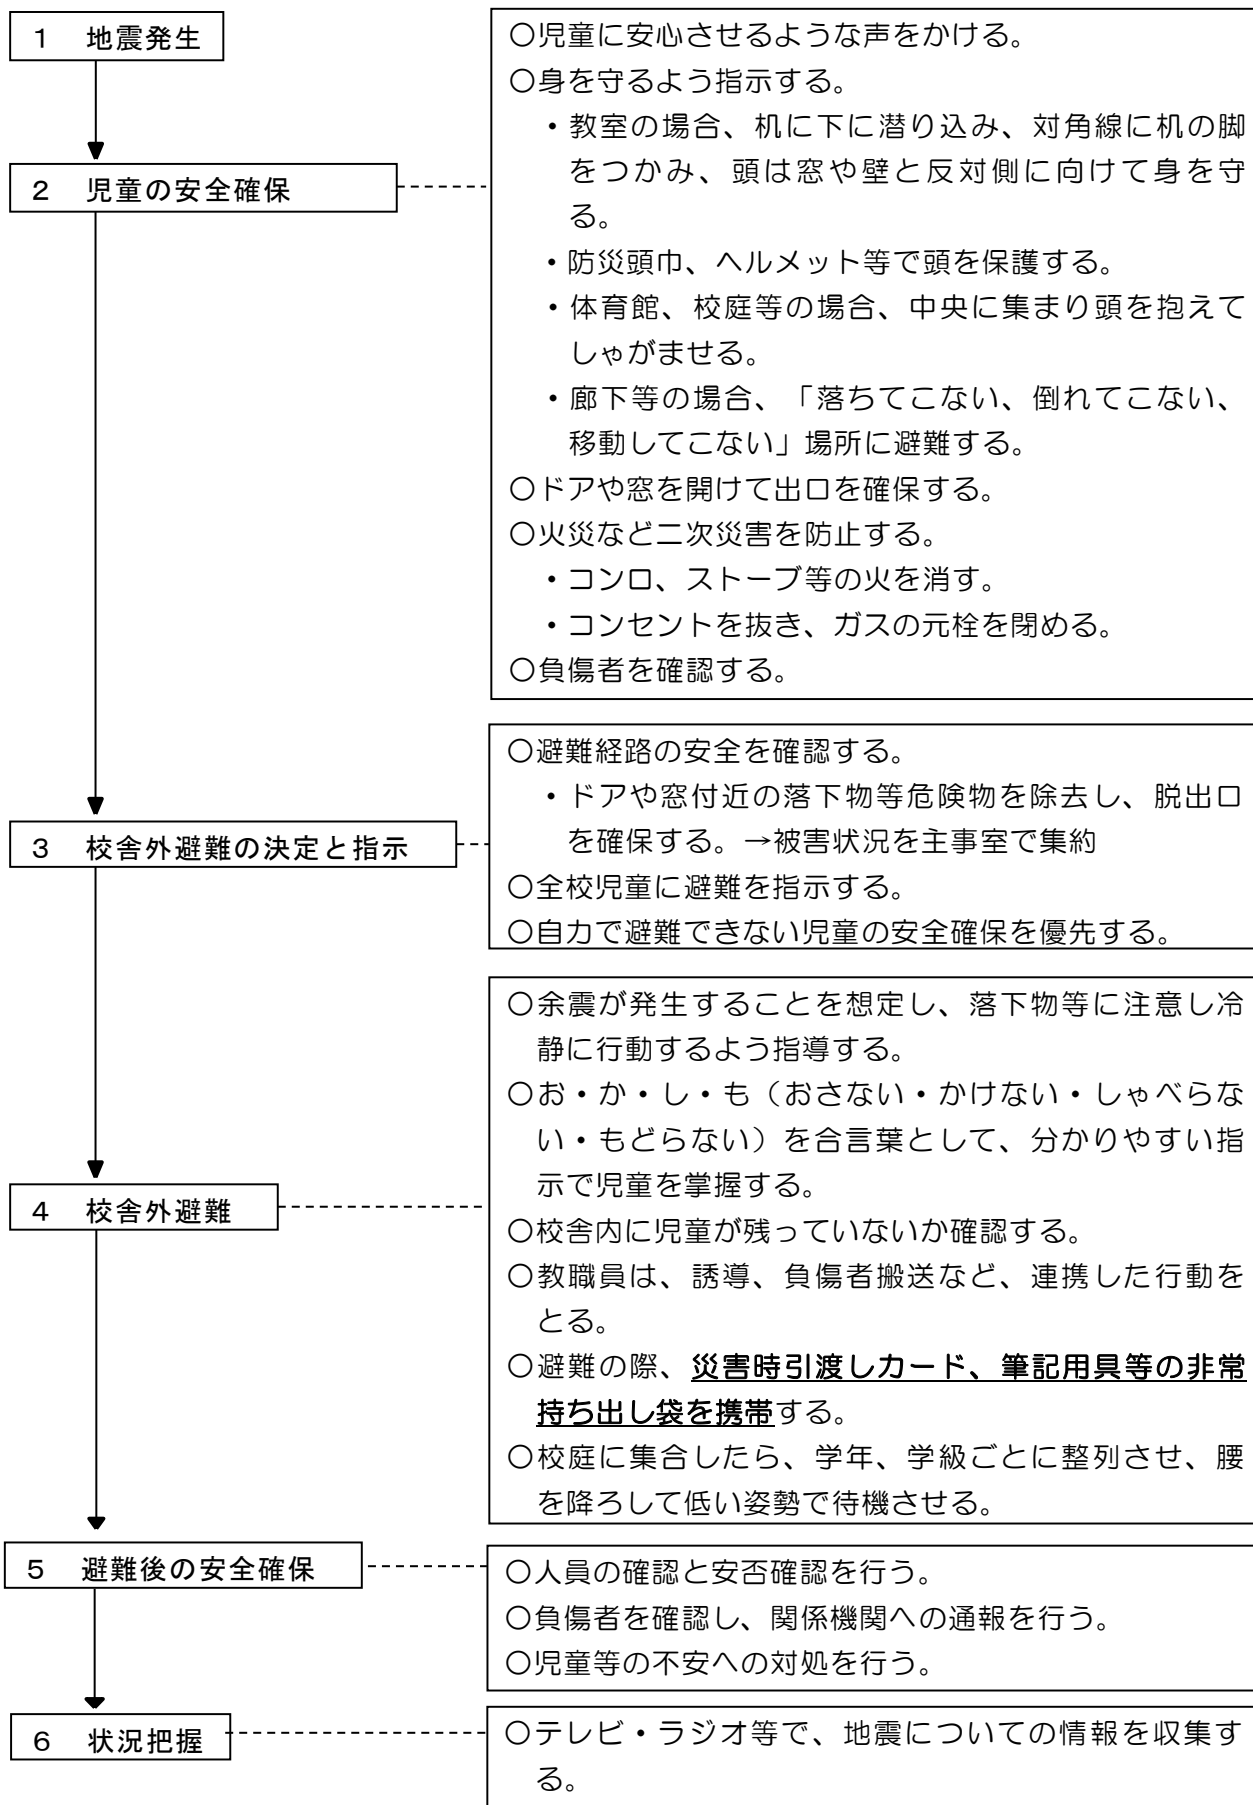 1　地震発生
○児童に安心させるような声をかける。
○身を守るよう指示する。
・教室の場合、机に下に潜り込み、対角線に机の脚
をつかみ、頭は窓や壁と反対側に向けて身を守
る。
2　児童の安全確保
・防災頭巾、ヘルメット等で頭を保護する。
・体育館、校庭等の場合、中央に集まり頭を抱えて
しゃがませる。
・廊下等の場合、「落ちてこない、倒れてこない、
移動してこない」場所に避難する。
○ドアや窓を開けて出口を確保する。
○火災など二次災害を防止する。
・コンロ、ストーブ等の火を消す。
・コンセントを抜き、ガスの元栓を閉める。
○負傷者を確認する。
3　校舎外避難の決定と指示
○避難経路の安全を確認する。
・ドアや窓付近の落下物等危険物を除去し、脱出口
を確保する。→被害状況を主事室で集約
○全校児童に避難を指示する。
○自力で避難できない児童の安全確保を優先する。
4　校舎外避難
○余震が発生することを想定し、落下物等に注意し冷
静に行動するよう指導する。
○お・か・し・も（おさない・かけない・しゃべらな
い・もどらない）を合言葉として、分かりやすい指
示で児童を掌握する。
○校舎内に児童が残っていないか確認する。
○教職員は、誘導、負傷者搬送など、連携した行動を
とる。
○避難の際、災害時引渡しカード、筆記用具等の非常
持ち出し袋を携帯する。
○校庭に集合したら、学年、学級ごとに整列させ、腰
を降ろして低い姿勢で待機させる。
5　避難後の安全確保
○人員の確認と安否確認を行う。
○負傷者を確認し、関係機関への通報を行う。
○児童等の不安への対処を行う。
6　状況把握
○テレビ・ラジオ等で、地震についての情報を収集す
る。